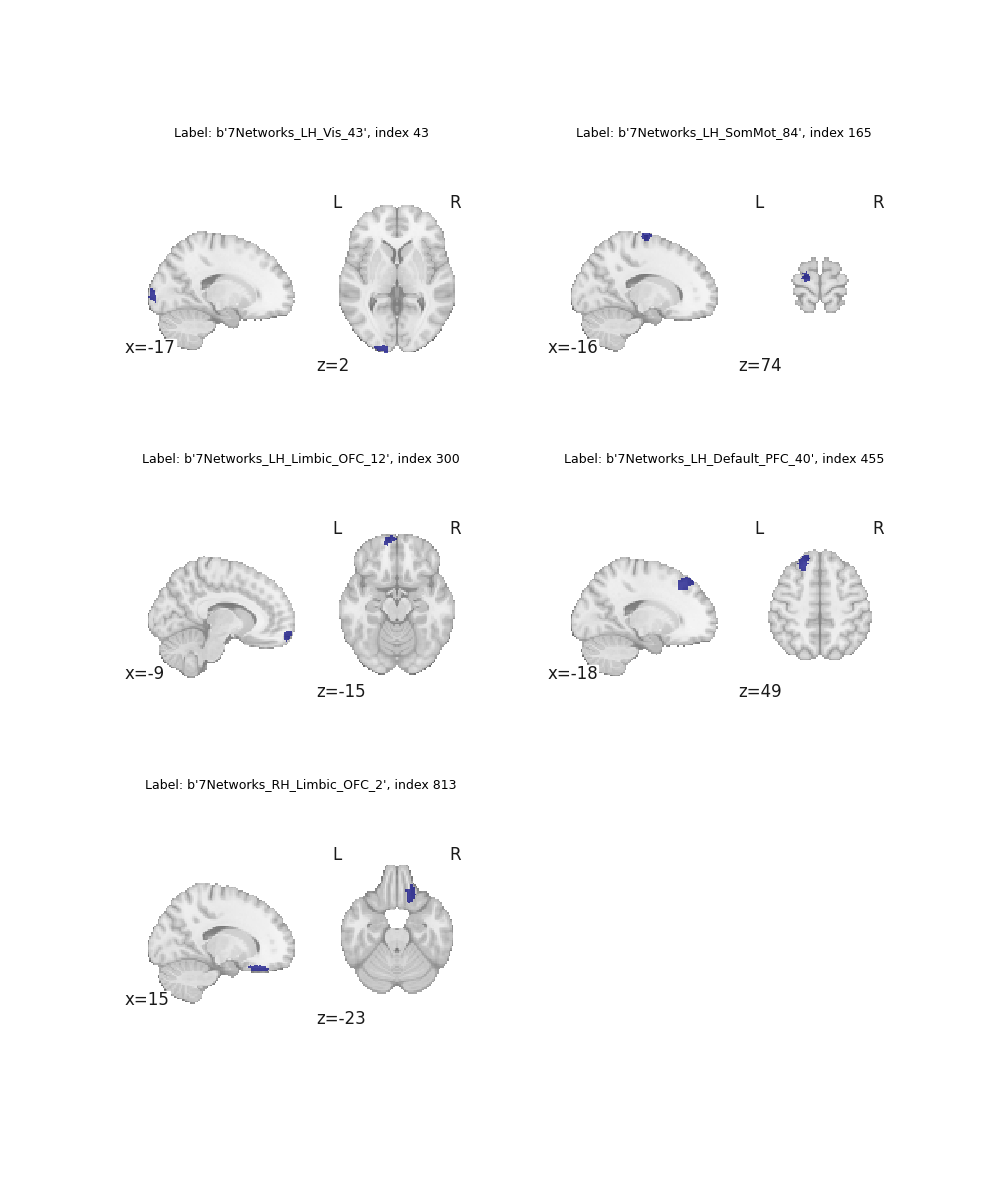 Label: b'7Networks_LH_Vis_43', index 43
L
R
x=-17
z=2
Label: b'7Networks_LH_SomMot_84', index 165
L
R
x=-16
z=74
Label: b'7Networks_LH_Limbic_OFC_12', index 300
L
R
x=-9
z=-15
Label: b'7Networks_LH_Default_PFC_40', index 455
L
R
x=-18
z=49
Label: b'7Networks_RH_Limbic_OFC_2', index 813
L
R
x=15
z=-23